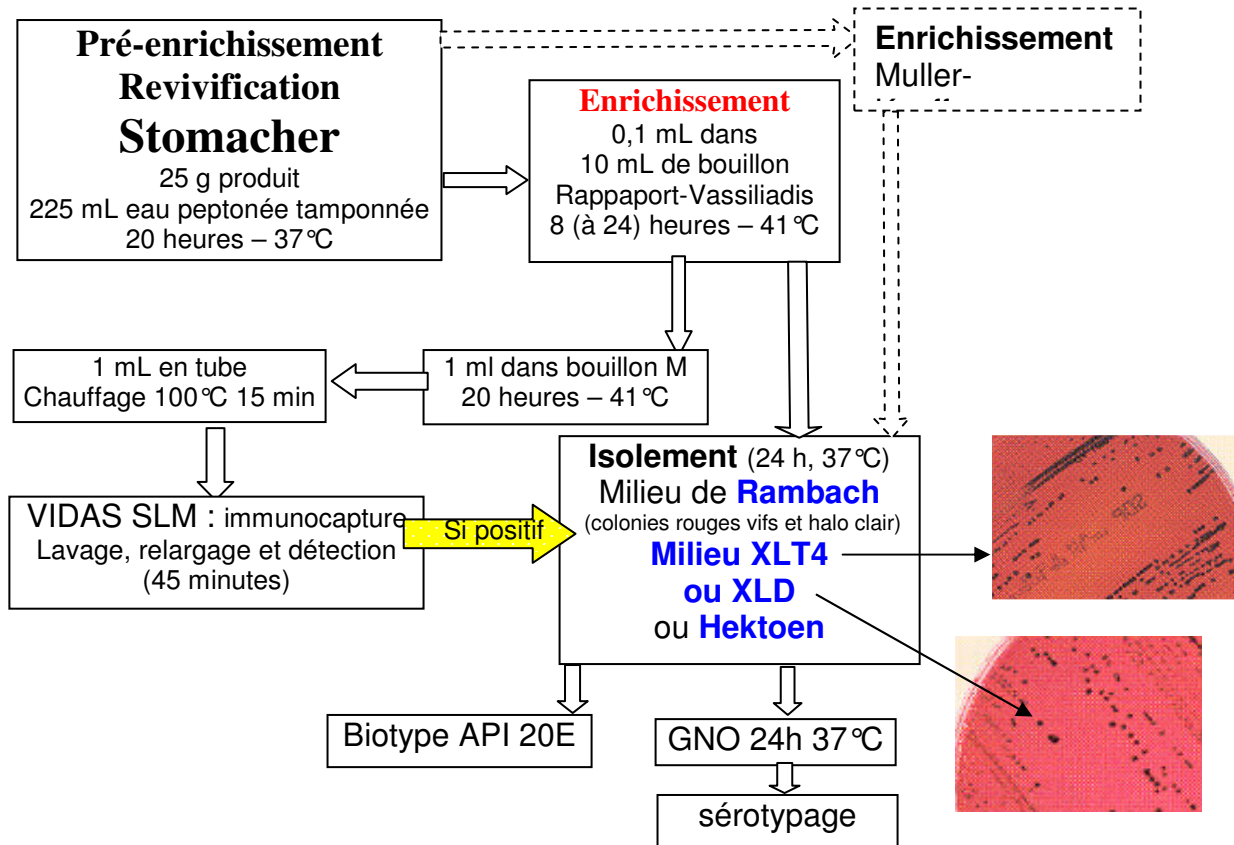 Pré-enrichissement
Revivification
Stomacher
25 g produit
225 mL eau peptonée tamponnée
20 heures – 37°C
Enrichissement
0,1 mL dans
10 mL de bouillon
Rappaport-Vassiliadis
8 (à 24) heures – 41°C
Enrichissement
Muller-
1 mL en tube
Chauffage 100°C 15 min
1 ml dans bouillon M
20 heures – 41°C
VIDAS SLM : immunocapture
Lavage, relargage et détection
(45 minutes)
Si positif
Isolement (24 h, 37°C)
Milieu de Rambach
(colonies rouges vifs et halo clair)
Milieu XLT4
ou XLD
ou Hektoen
Biotype API 20E
GNO 24h 37°C
sérotypage